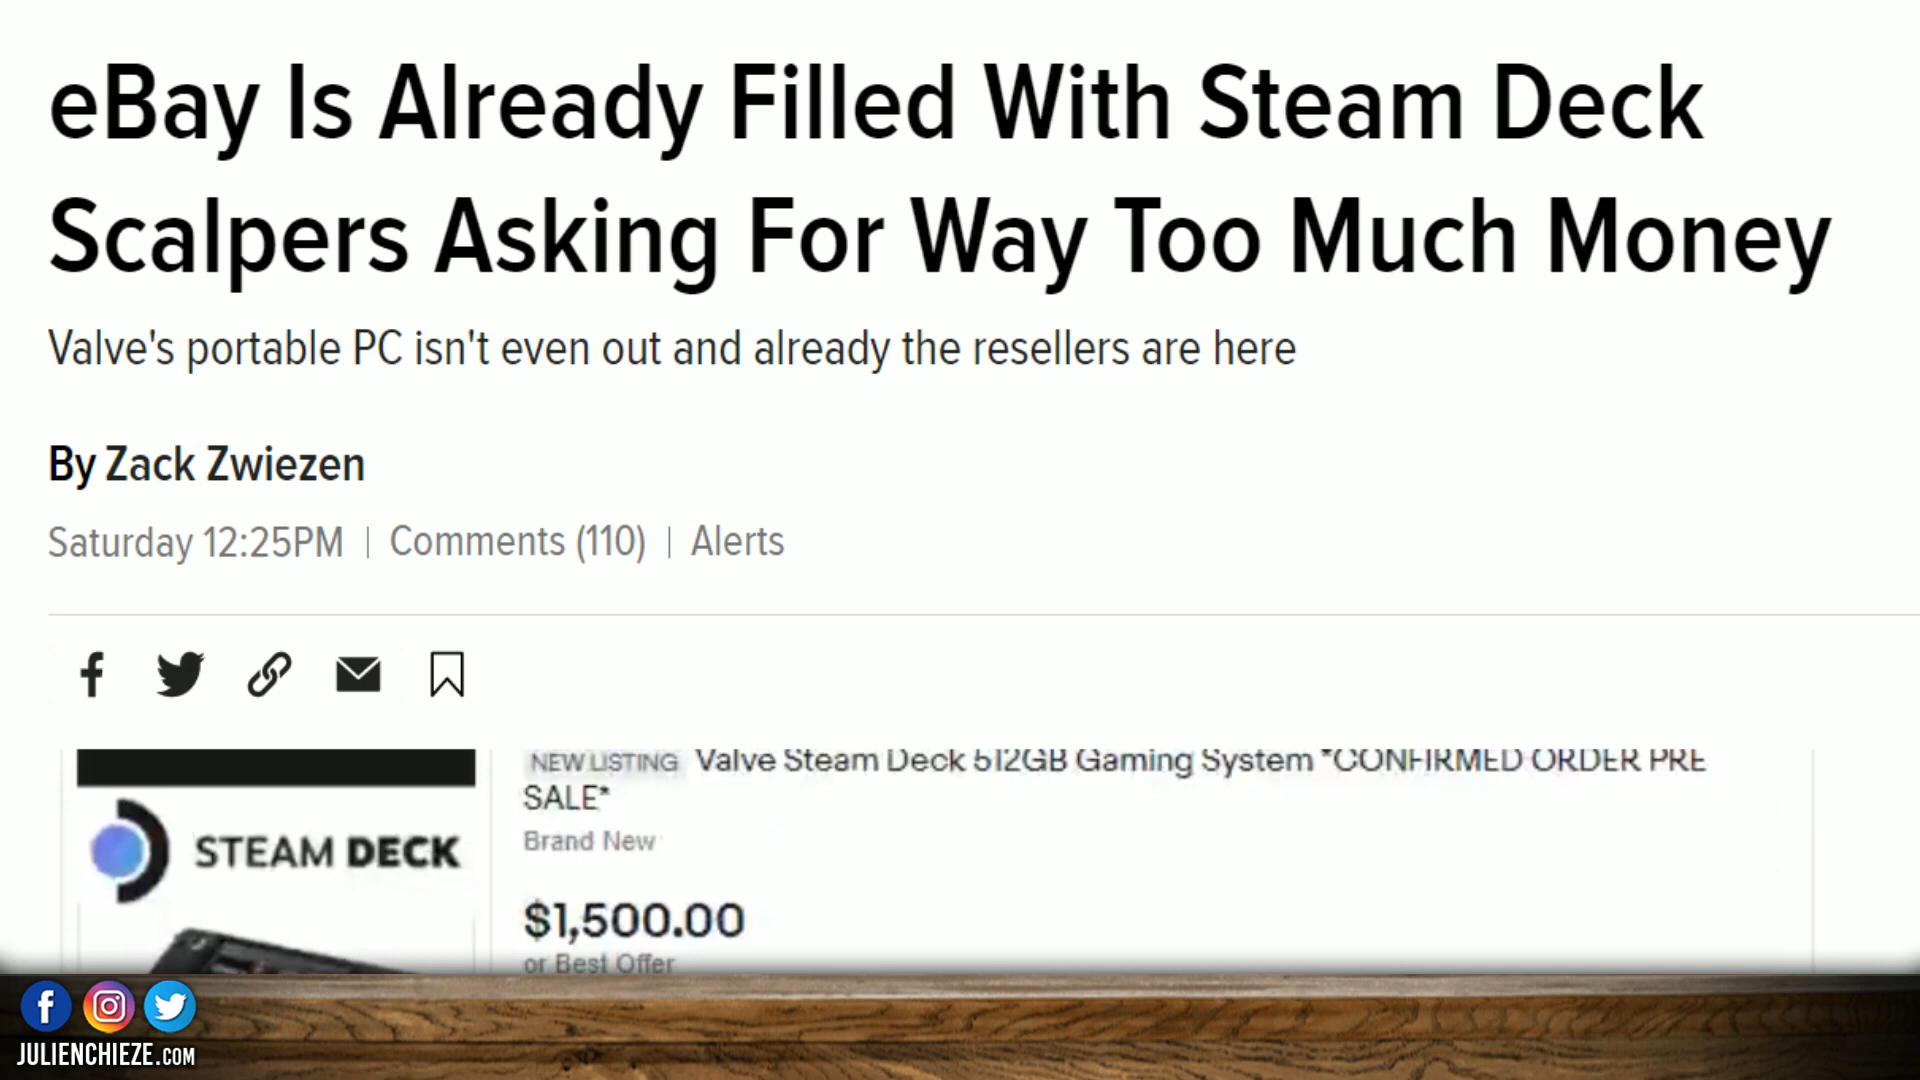 eBay Is Already Filled With Steam Deck
Scalpers Asking For Way Too Much Money
Valve's portable PC isn't even out and already the resellers are here
By Zack Zwiezen
Saturday 12:25PM | Comments (110) | Alerts
NEW LISTING Valve Steam Deck 512GB Gaming System *CONFIRMED ORDER PRE
SALE*
STEAM DECK
Brand New
$1,500.00
or Best Offer
JULIENCHIEZE.COM